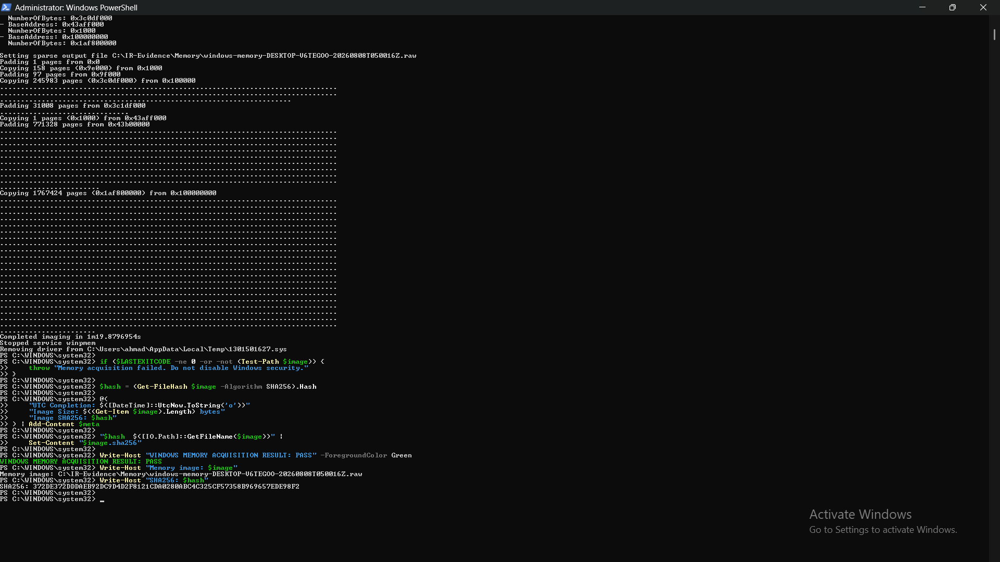 Administrator: Windows PowerShell
NumberOfBytes: 0x3c0df000
- BaseAddress: 0x43aff000
NumberOfBytes: 0x1000
- BaseAddress: 0x100000000
NumberOfBytes: 0x1af800000
Setting sparse output file C:\IR-Evidence\Memory\windows-memory-DESKTOP-U6TEGOO-20260808T050016Z.raw
Padding 1 pages from 0x0
Copying 158 pages (0x9e000) from 0x1000
Padding 97 pages from 0x9f000
Copying 245983 pages (0x3c0df000) from 0x100000
Padding 31008 pages from 0x3c1df000
Copying 1 pages (0x1000) from 0x43aff000
Padding 771328 pages from 0x43b00000
Copying 1767424 pages (0x1af800000) from 0x100000000
Completed imaging in 1m19.8796954s
Stopped service winpmem
Removing driver from C:\Users\ahmad\AppData\Local\Temp\1301501627.sys
PS C:\WINDOWS\system32>
PS C:\WINDOWS\system32> if ($LASTEXITCODE -ne 0 -or -not (Test-Path $image)) {
>>     throw "Memory acquisition failed. Do not disable Windows security."
>> }
PS C:\WINDOWS\system32>
PS C:\WINDOWS\system32> $hash = (Get-FileHash $image -Algorithm SHA256).Hash
PS C:\WINDOWS\system32>
PS C:\WINDOWS\system32> @(
>>     "UTC Completion: $([DateTime]::UtcNow.ToString('o'))"
>>     "Image Size: $((Get-Item $image).Length) bytes"
>>     "Image SHA256: $hash"
>> ) | Add-Content $meta
PS C:\WINDOWS\system32>
PS C:\WINDOWS\system32> "$hash  $([IO.Path]::GetFileName($image))" |
>>     Set-Content "$image.sha256"
PS C:\WINDOWS\system32>
PS C:\WINDOWS\system32> Write-Host "WINDOWS MEMORY ACQUISITION RESULT: PASS" -ForegroundColor Green
WINDOWS MEMORY ACQUISITION RESULT: PASS
PS C:\WINDOWS\system32> Write-Host "Memory image: $image"
Memory image: C:\IR-Evidence\Memory\windows-memory-DESKTOP-U6TEGOO-20260808T050016Z.raw
PS C:\WINDOWS\system32> Write-Host "SHA256: $hash"
SHA256: 372DE372DDDAEB92DC9D4D2F8121CDA0280ABC4C325CF57358B969657EDE98F2
PS C:\WINDOWS\system32>
PS C:\WINDOWS\system32> _
Activate Windows
Go to Settings to activate Windows.